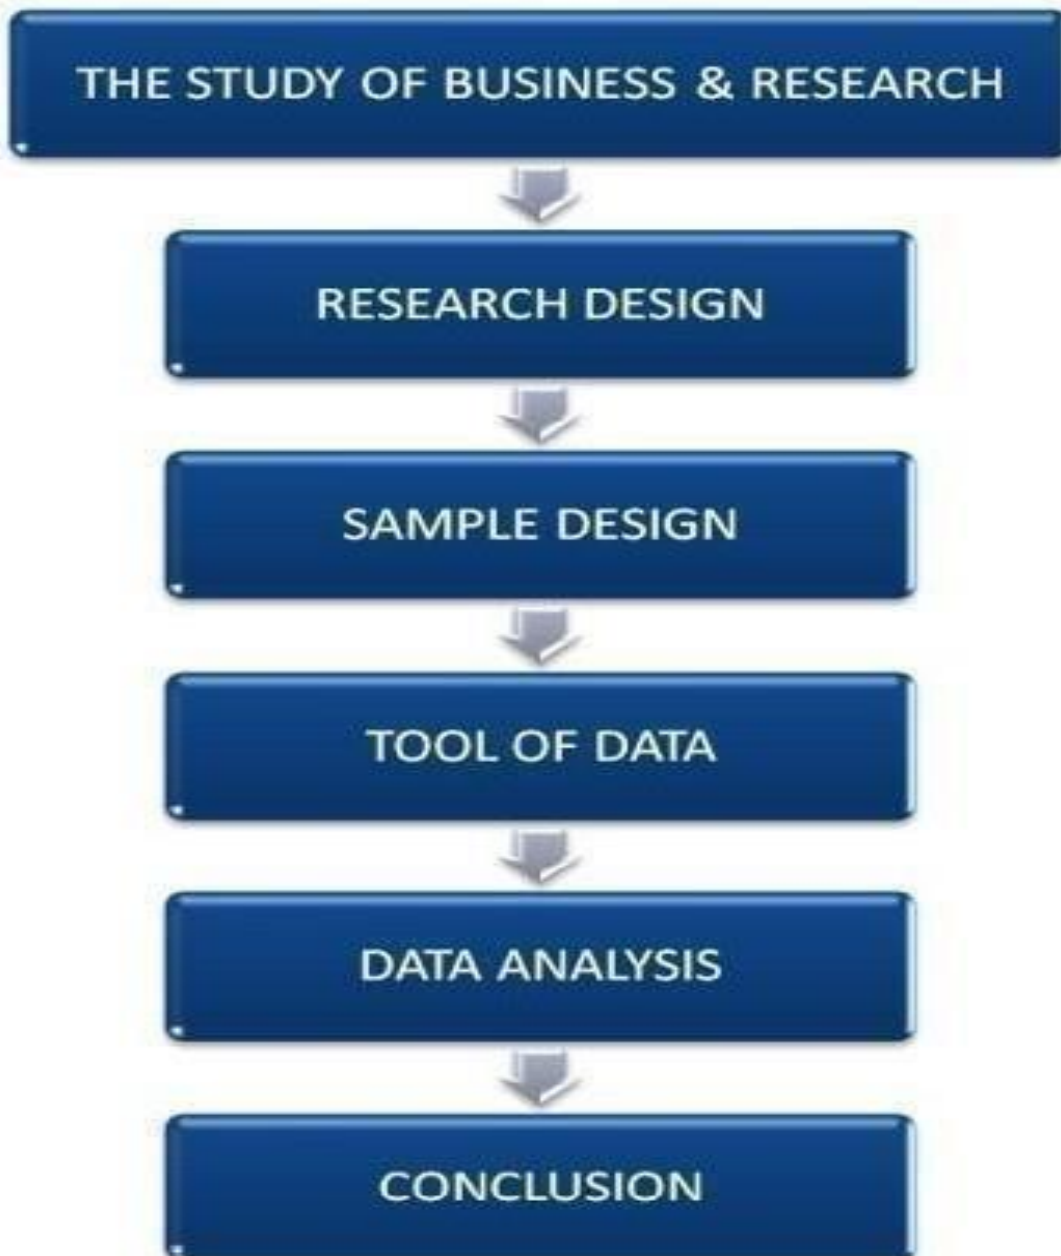 THE STUDY OF BUSINESS & RESEARCH
RESEARCH DESIGN
SAMPLE DESIGN
TOOL OF DATA
DATA ANALYSIS
CONCLUSION